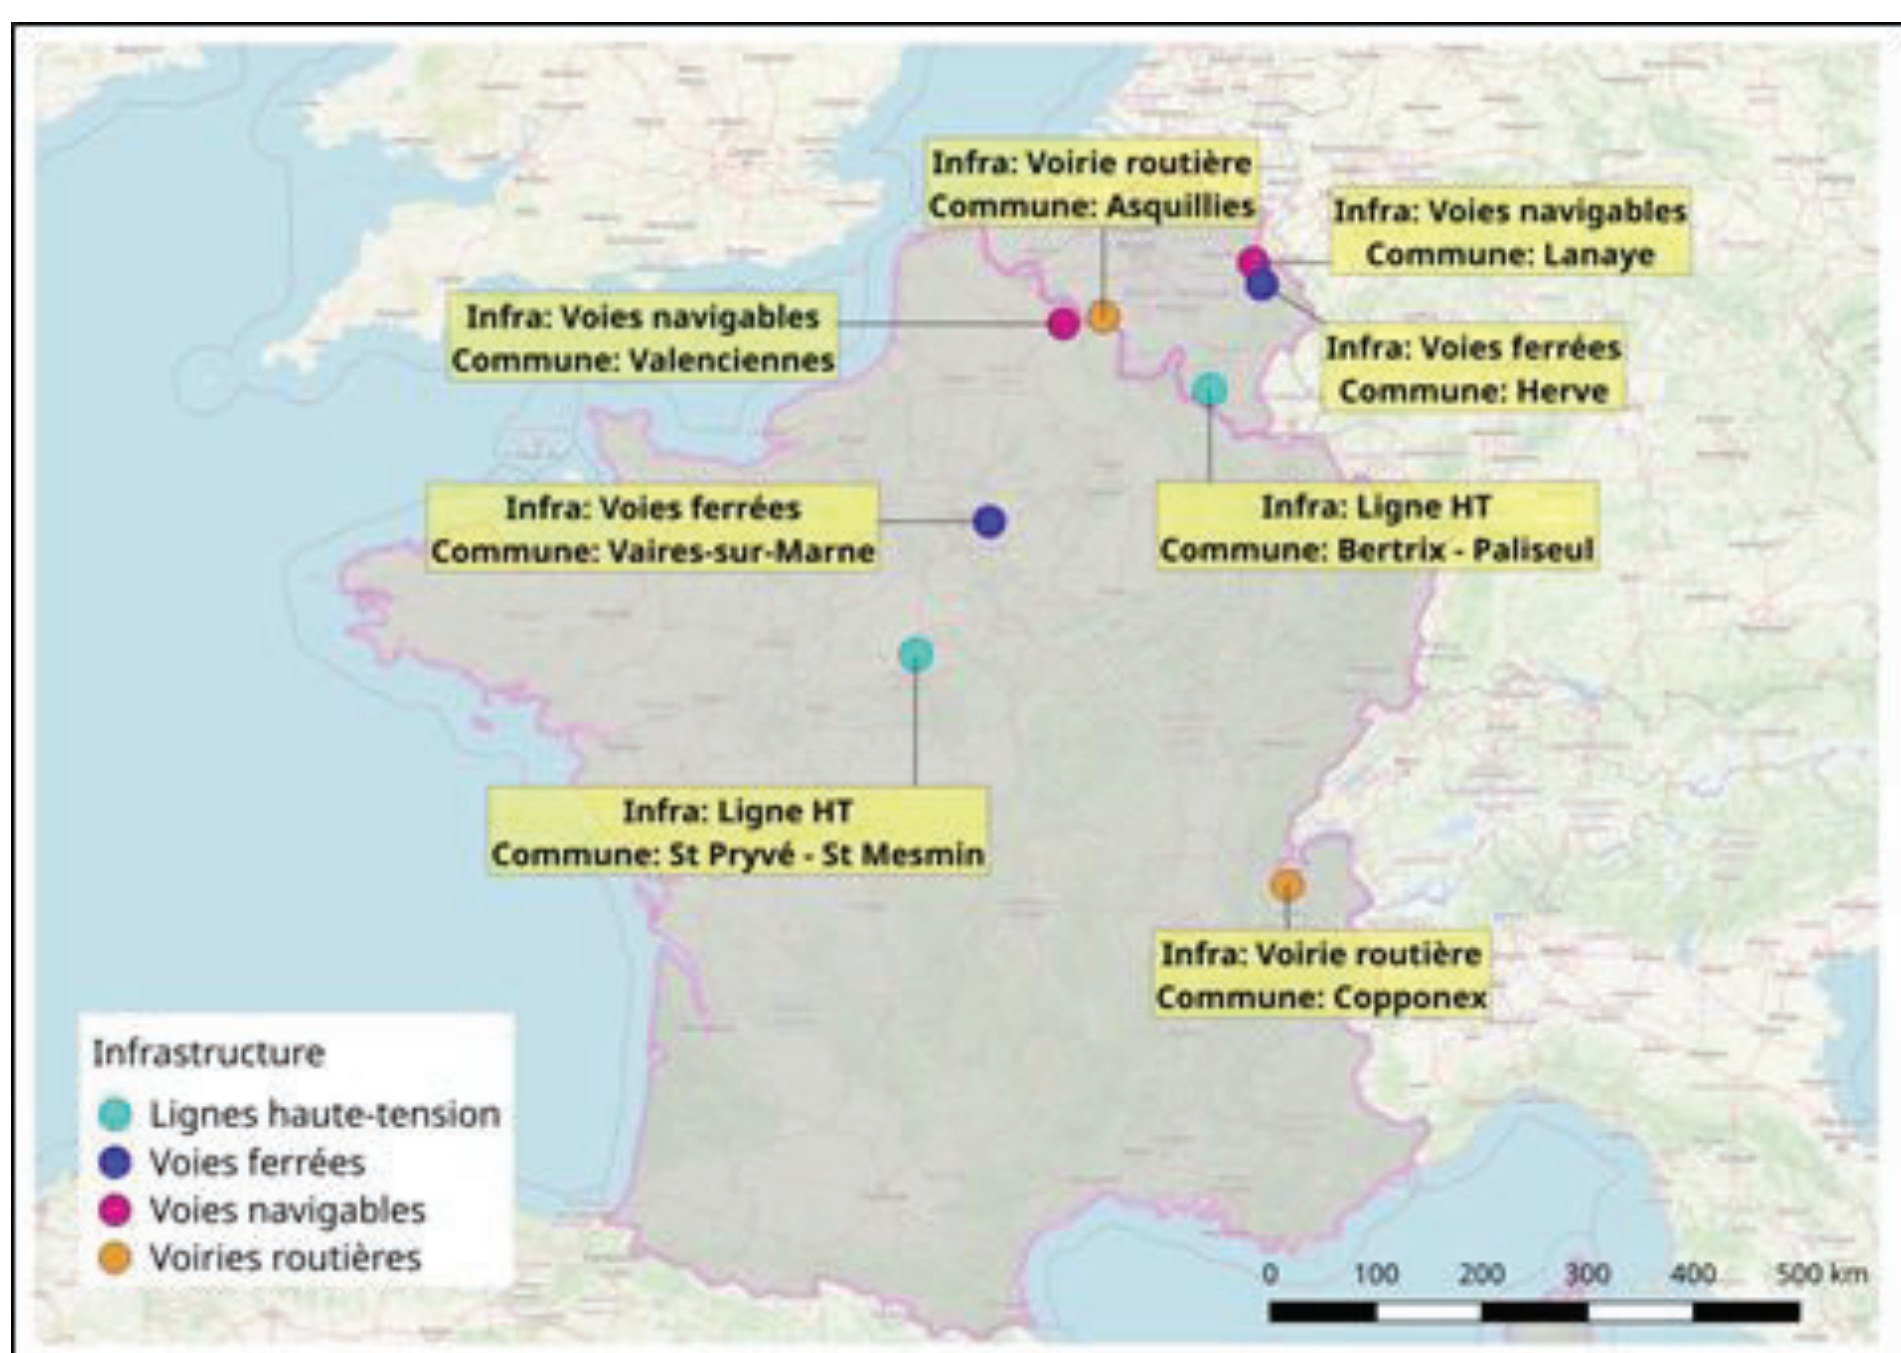 Infra: Voirie routière
Commune: Asquillies
Infra: Voies navigables
Commune: Lanaye
Infra: Voies navigables
Commune: Valenciennes
Infra: Voies ferrées
Commune: Herve
Infra: Voies ferrées
Commune: Vaires-sur-Marne
Infra: Ligne HT
Commune: Bertrix - Paliseul
Infra: Ligne HT
Commune: St Pryvé - St Mesmin
Infra: Voirie routière
Commune: Copponex
Infrastructure
Lignes haute-tension
Voies ferrées
Voies navigables
Voiries routières
0 100 200 300 400 500 km